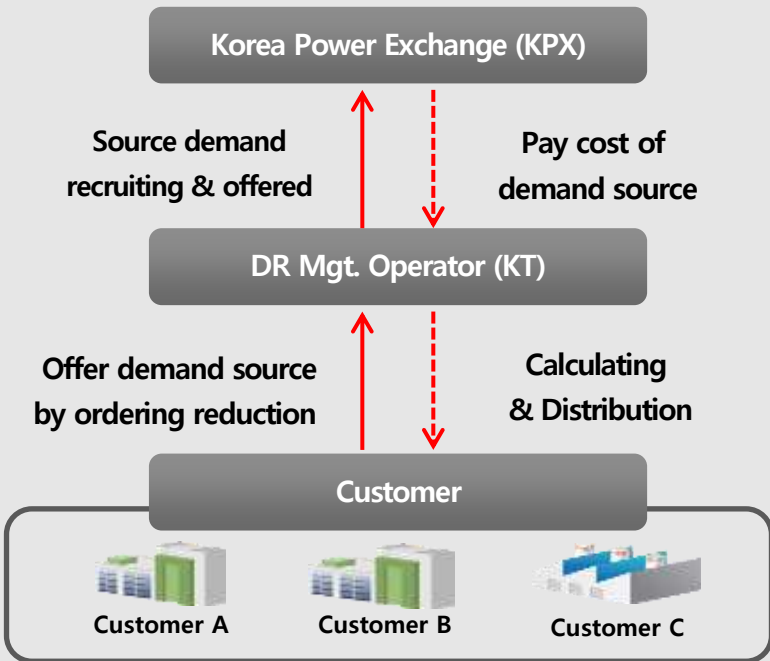 Korea Power Exchange (KPX)
Source demand
recruiting & offered
Pay cost of
demand source
DR Mgt. Operator (KT)
Offer demand source
by ordering reduction
Calculating
& Distribution
Customer
Customer A
Customer B
Customer C